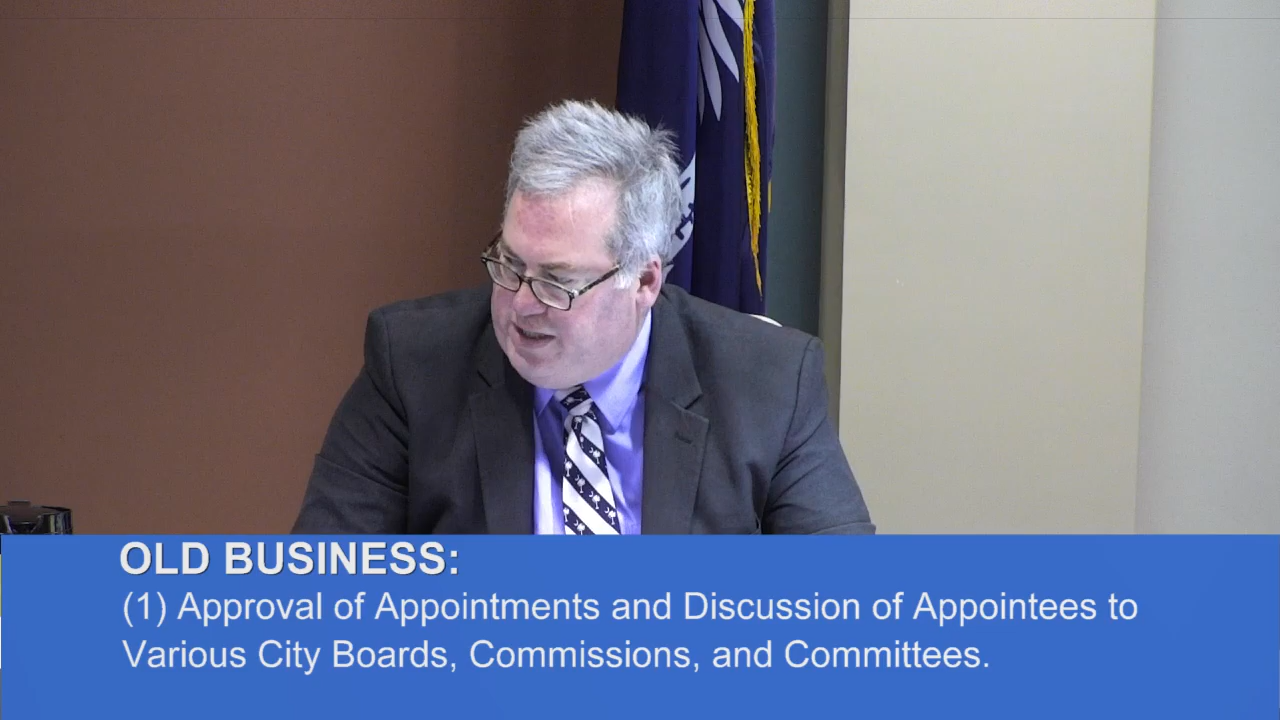 OLD BUSINESS:
(1) Approval of Appointments and Discussion of Appointees to
Various City Boards, Commissions, and Committees.